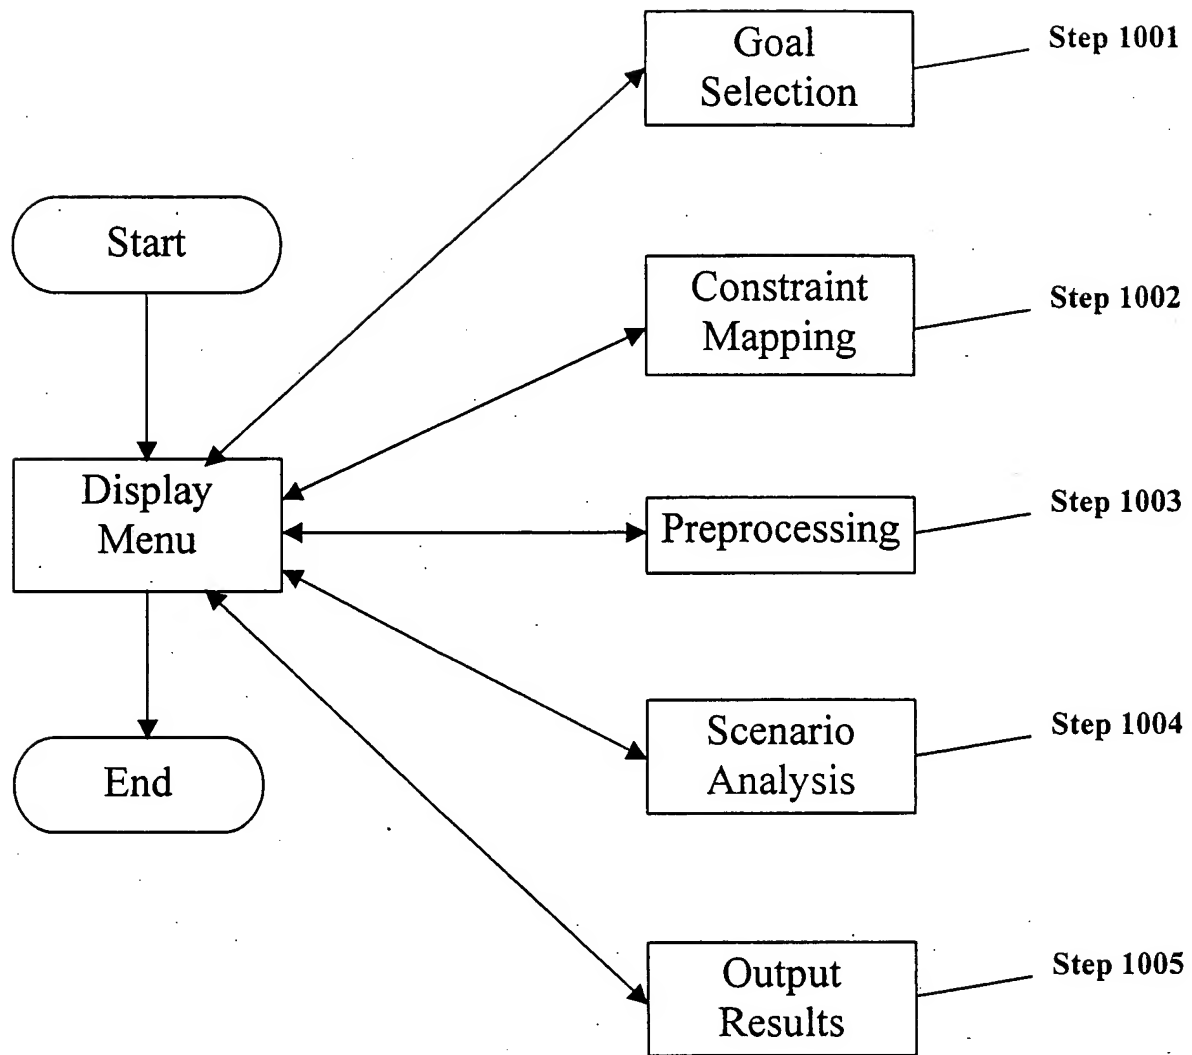 Goal
Selection
Step 1001
Start
Constraint
Mapping
Step 1002
Display
Menu
Preprocessing
Step 1003
Scenario
Analysis
Step 1004
End
Output
Results
Step 1005